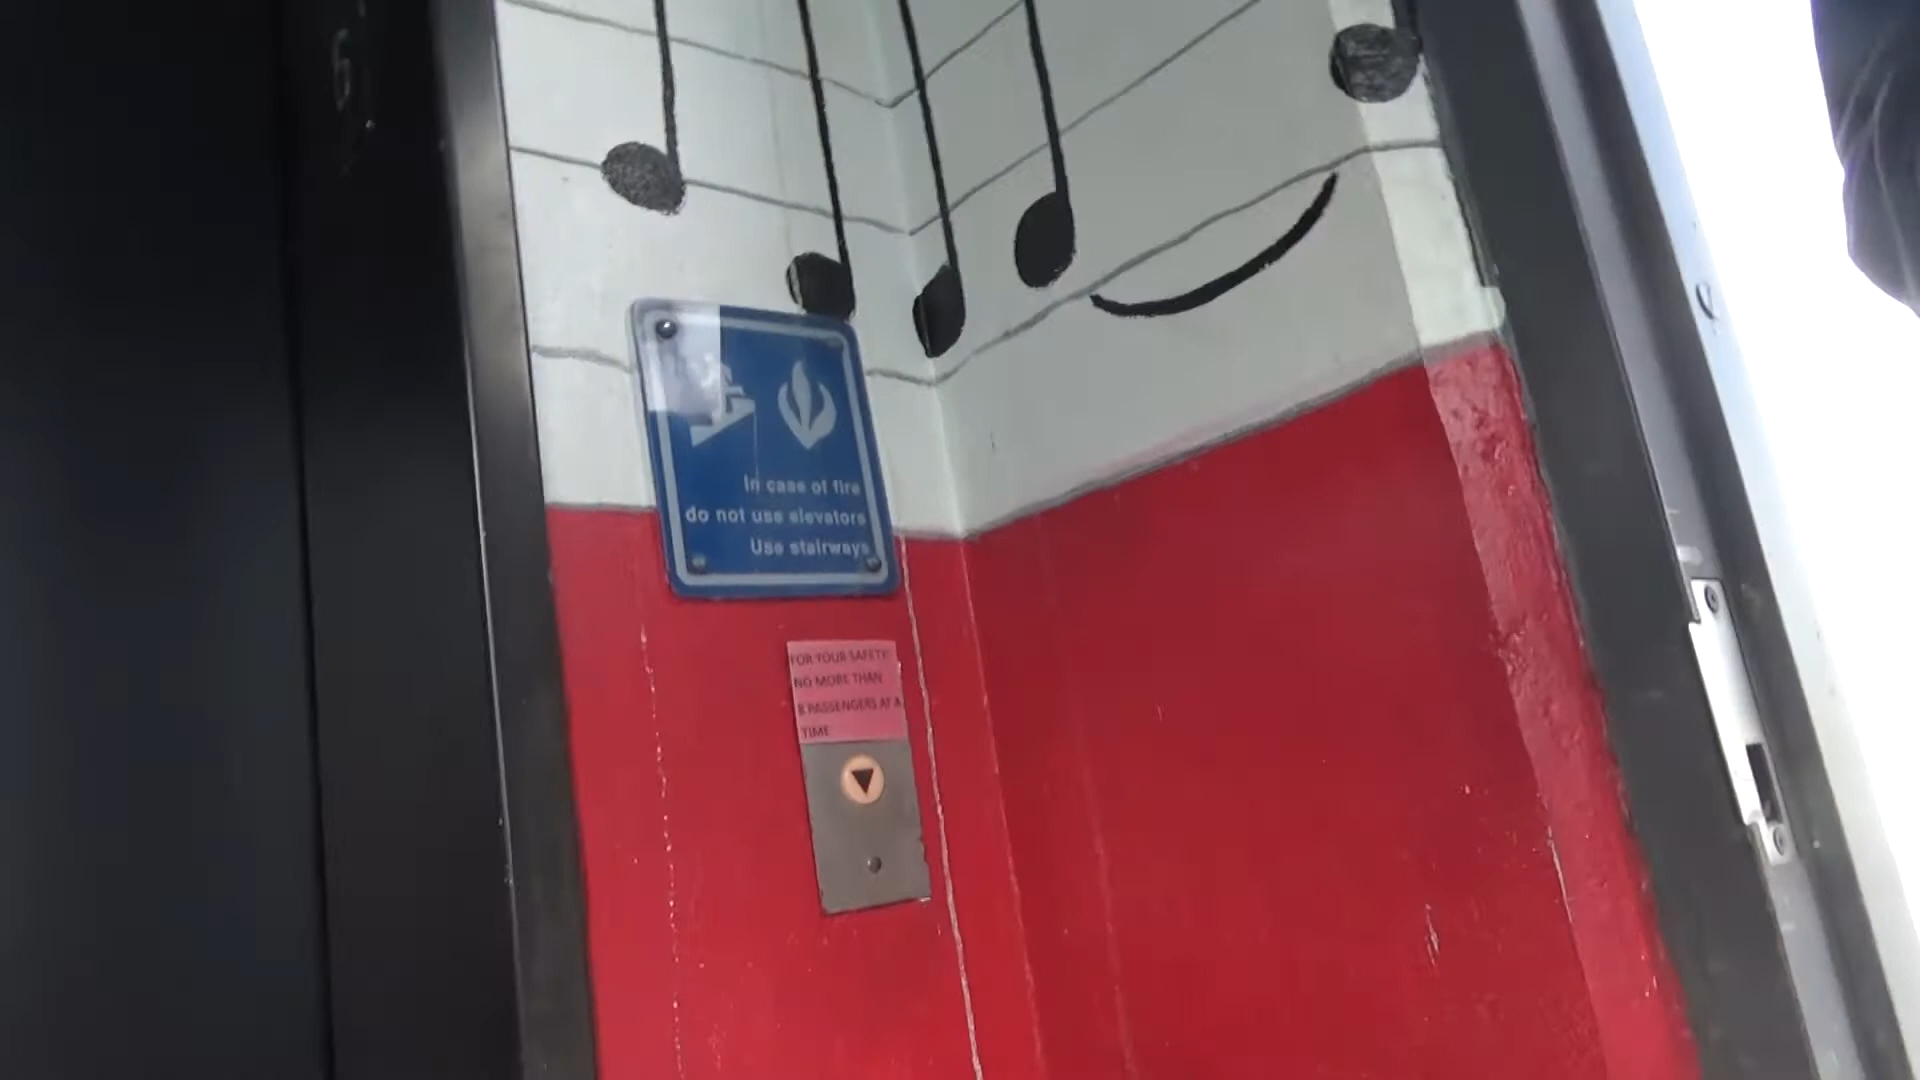 In case of fire
do not use elevators
Use stairways
FOR YOUR SAFETY
NO MORE THAN
8 PASSENGERS AT A
TIME